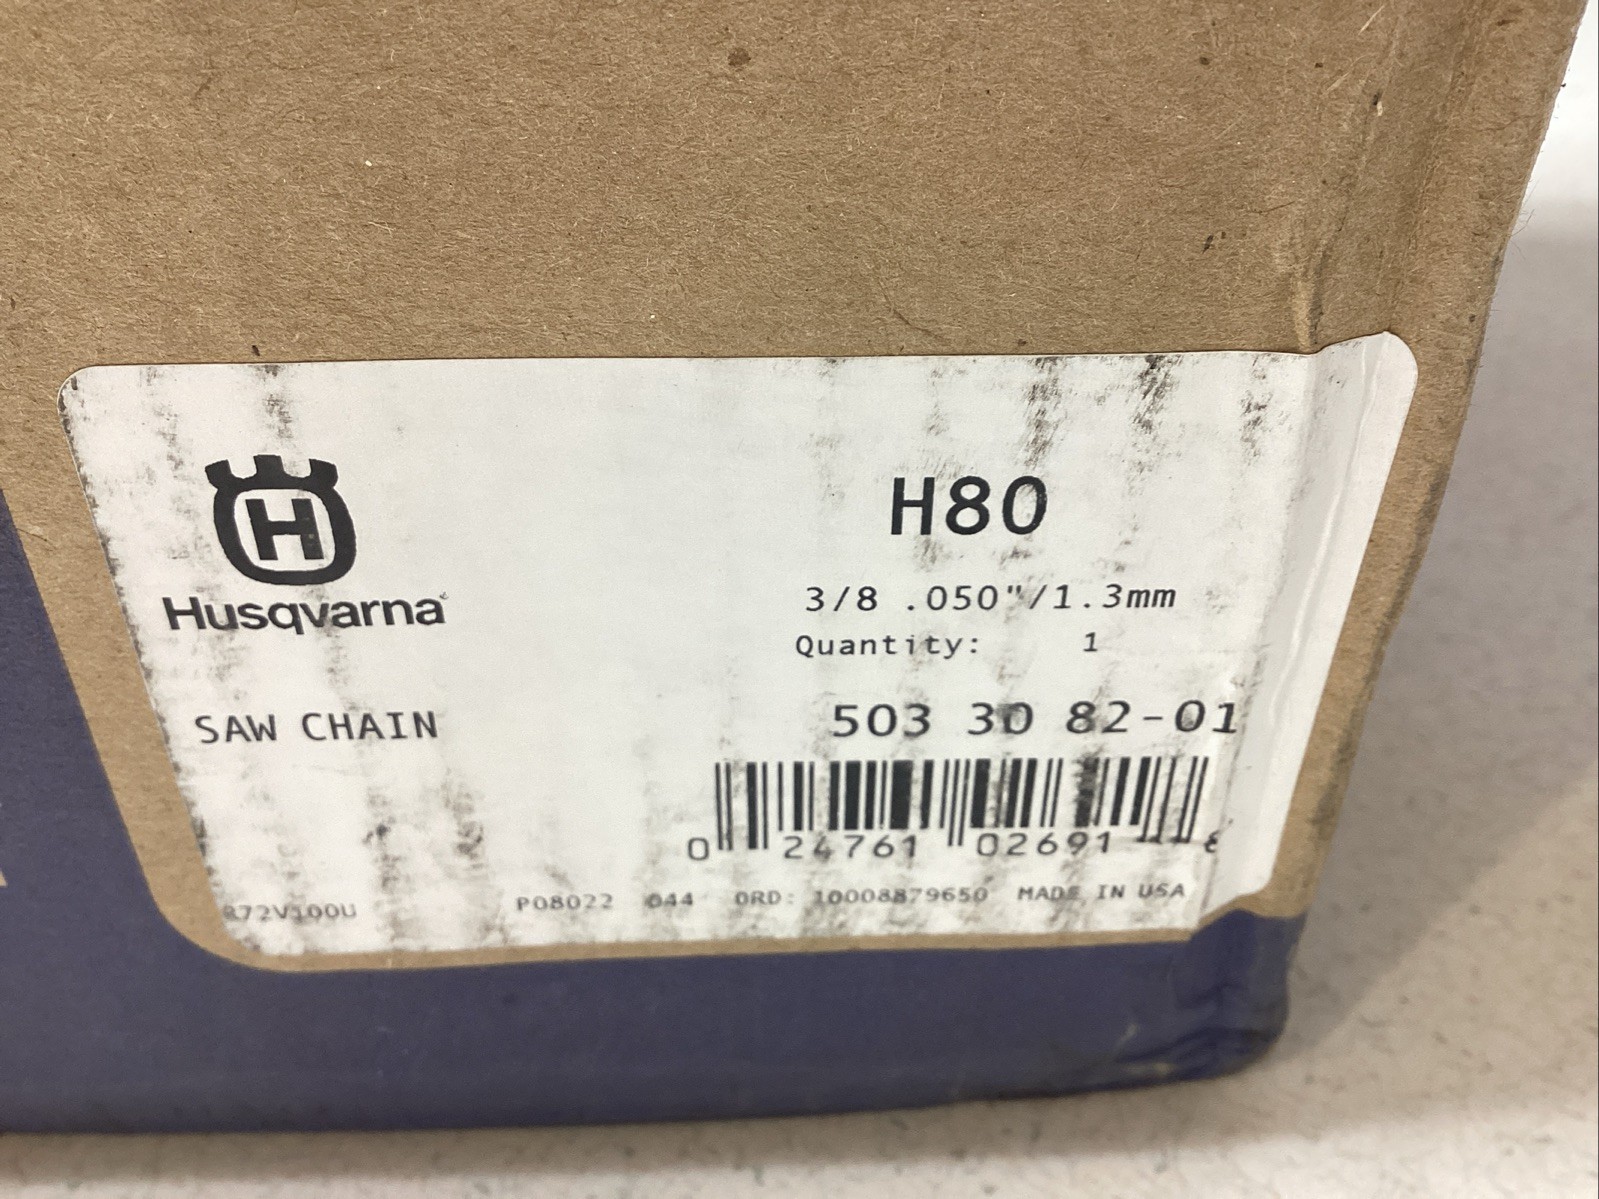 H
Husqvarna
H80
3/8 .050"/1.3mm
Quantity: 1
SAW CHAIN
503 30 82-01
0 24761 02691
P08022 044 ORD: 10008879650 MADE IN USA